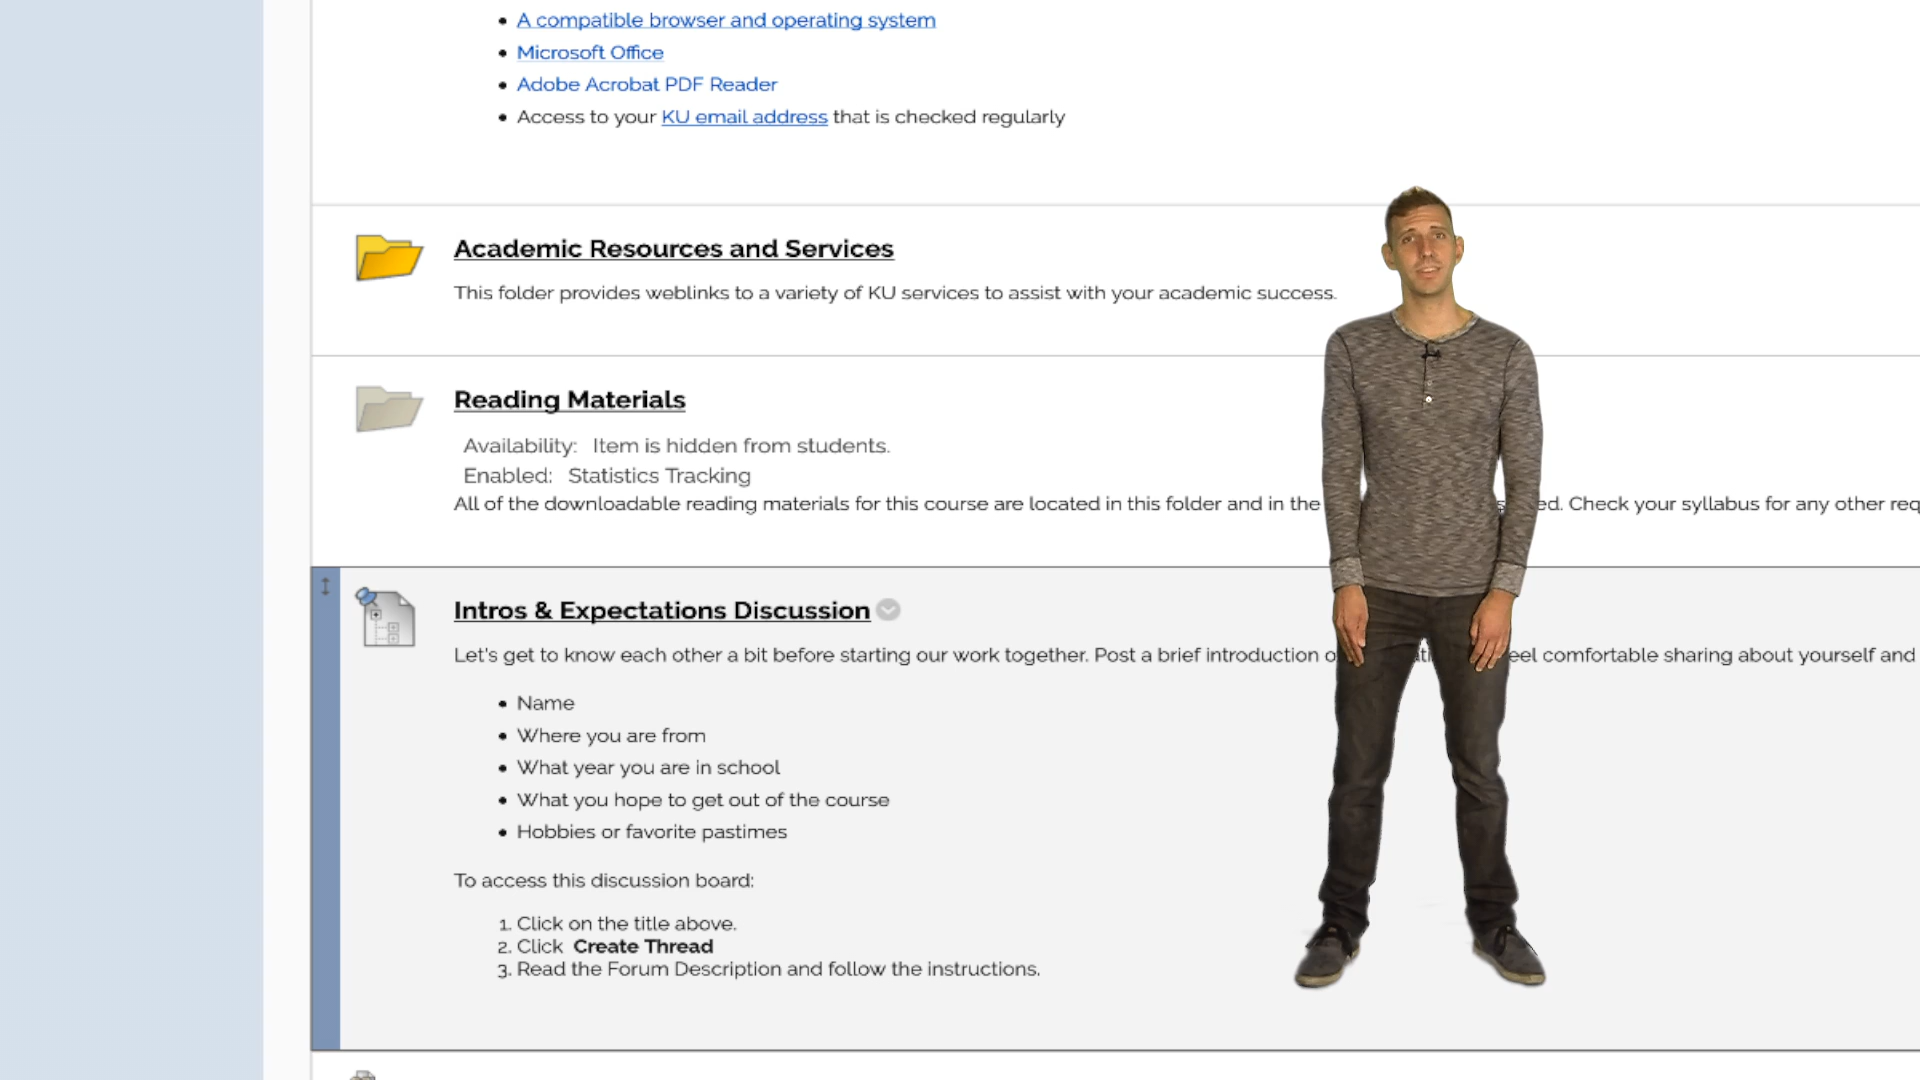 A compatible browser and operating system
Microsoft Office
Adobe Acrobat PDF Reader
Access to your KU email address that is checked regularly
Academic Resources and Services
This folder provides weblinks to a variety of KU services to assist with your academic success.
Reading Materials
Availability: Item is hidden from students.
Enabled: Statistics Tracking
All of the downloadable reading materials for this course are located in this folder and in the ed. Check your syllabus for any other req
Intros & Expectations Discussion
Let's get to know each other a bit before starting our work together. Post a brief introduction eel comfortable sharing about yourself and
Name
Where you are from
What year you are in school
What you hope to get out of the course
Hobbies or favorite pastimes
To access this discussion board:
1. Click on the title above.
2. Click Create Thread
3. Read the Forum Description and follow the instructions.